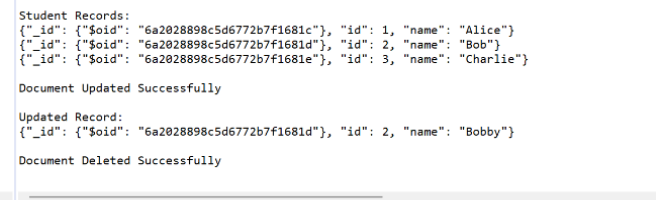 Student Records:
{"_id": {"$oid": "6a2028898c5d6772b7f1681c"}, "id": 1, "name": "Alice"}
{"_id": {"$oid": "6a2028898c5d6772b7f1681d"}, "id": 2, "name": "Bob"}
{"_id": {"$oid": "6a2028898c5d6772b7f1681e"}, "id": 3, "name": "Charlie"}
Document Updated Successfully
Updated Record:
{"_id": {"$oid": "6a2028898c5d6772b7f1681d"}, "id": 2, "name": "Bobby"}
Document Deleted Successfully